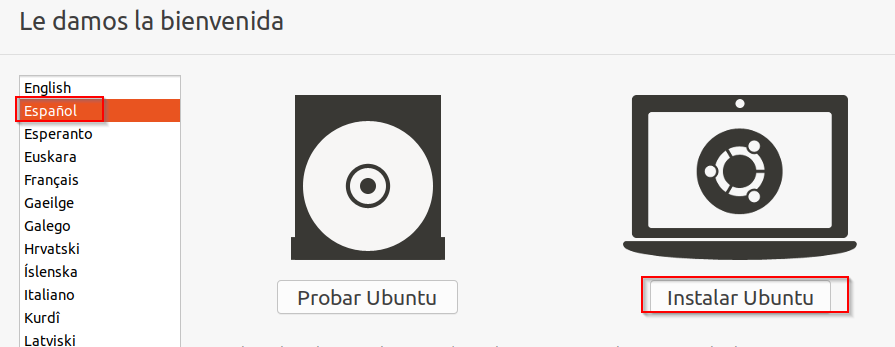 Le damos la bienvenida
English
Español
Esperanto
Euskara
Français
Gaeilge
Galego
Hrvatski
Íslenska
Italiano
Kurdî
Latviski
Probar Ubuntu
Instalar Ubuntu